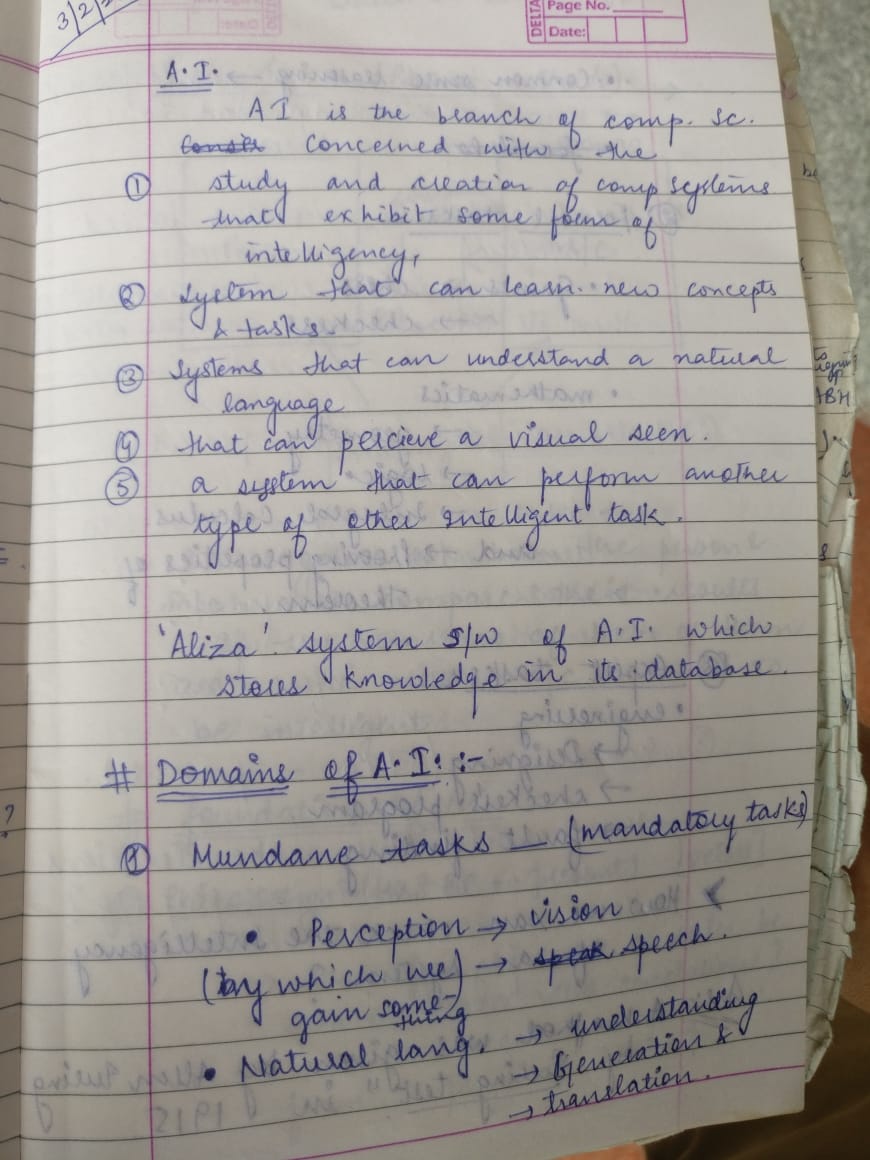 3/2/
DELTA Page No.
Date:
A.I.
AI is the branch of comp. Sc.
concerned with the
① study and creation of comp systems
that exhibit some form of
intelligency,
② System that can learn new concepts
& tasks
③ Systems that can understand a natural
language
④ that can percieve a visual seen.
⑤ a system that can perform another
type of other intelligent task.
'Aliza' system s/w of A.I. which
stores knowledge in its database.
# Domains of A.I. :-
① Mundane tasks — (mandatory tasks)
• Perception → vision
(by which we) → speak speech.
gain some-
thing
• Natural lang. → understanding
→ Generation &
→ translation.